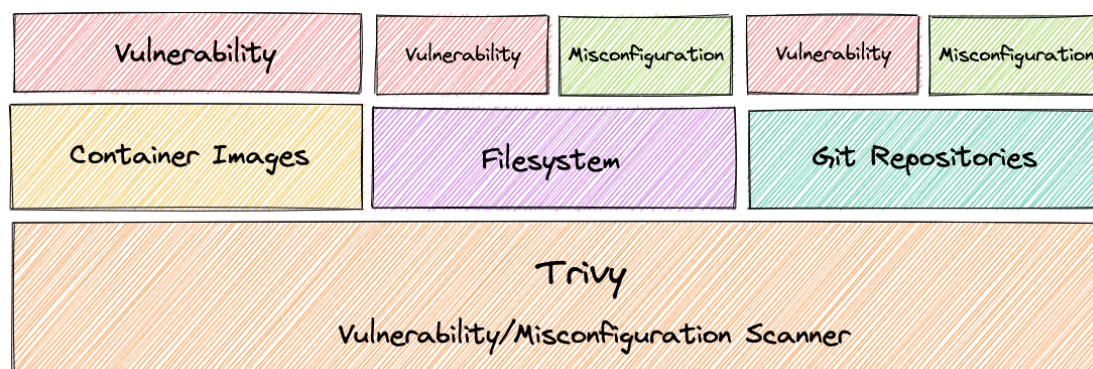 Vulnerability
Vulnerability
Misconfiguration
Vulnerability
Misconfiguration
Container Images
Filesystem
Git Repositories
Trivy
Vulnerability/Misconfiguration Scanner